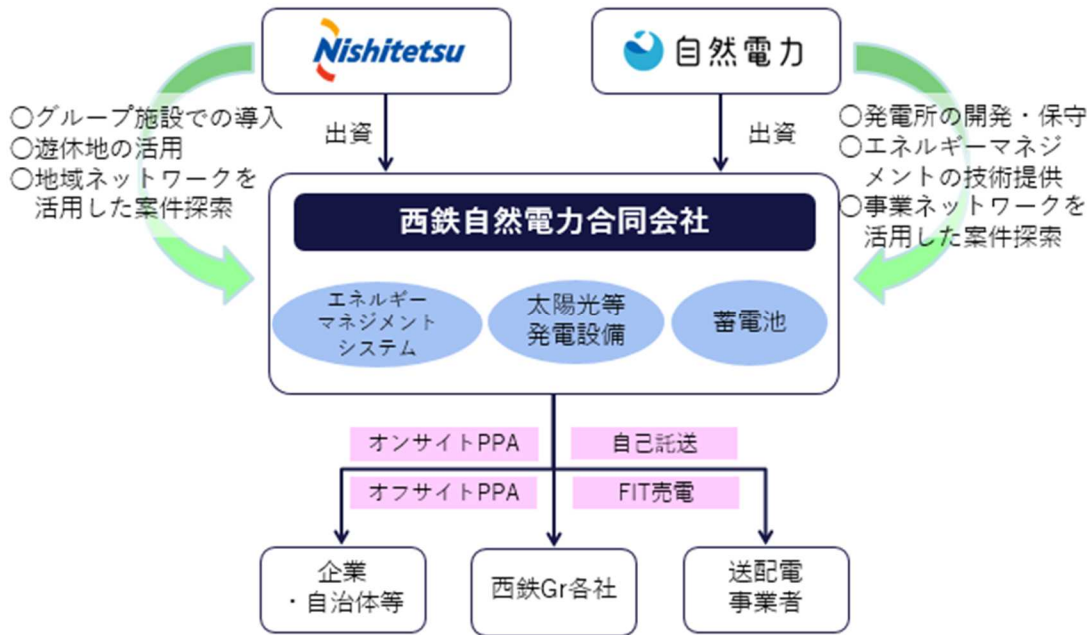 Nishitetsu
自然電力
○グループ施設での導入
○遊休地の活用
○地域ネットワークを
活用した案件探索
出資
出資
○発電所の開発・保守
○エネルギーマネジ
メントの技術提供
○事業ネットワークを
活用した案件探索
西鉄自然電力合同会社
エネルギー
マネジメント
システム
太陽光等
発電設備
蓄電池
オンサイトPPA
自己託送
オフサイトPPA
FIT売電
企業
・自治体等
西鉄Gr各社
送配電
事業者